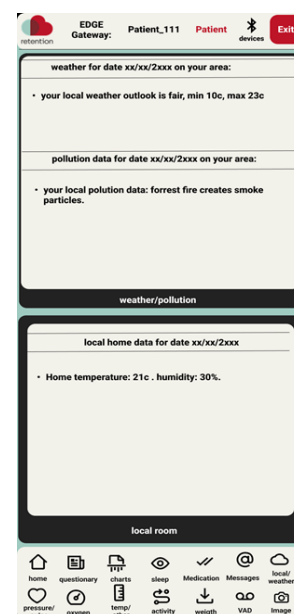 retention
EDGE Gateway:
Patient_111
Patient
devices
Exit
weather for date xx/xx/2xxx on your area:
• your local weather outlook is fair, min 10c, max 23c
pollution data for date xx/xx/2xxx on your area:
• your local polution data: forrest fire creates smoke
particles.
weather/pollution
local home data for date xx/xx/2xxx
• Home temperature: 21c . humidity: 30%.
local room
home questionary charts sleep Medication Messages local/
weather
pressure/ oxygen temp/ activity weigth VAD Image